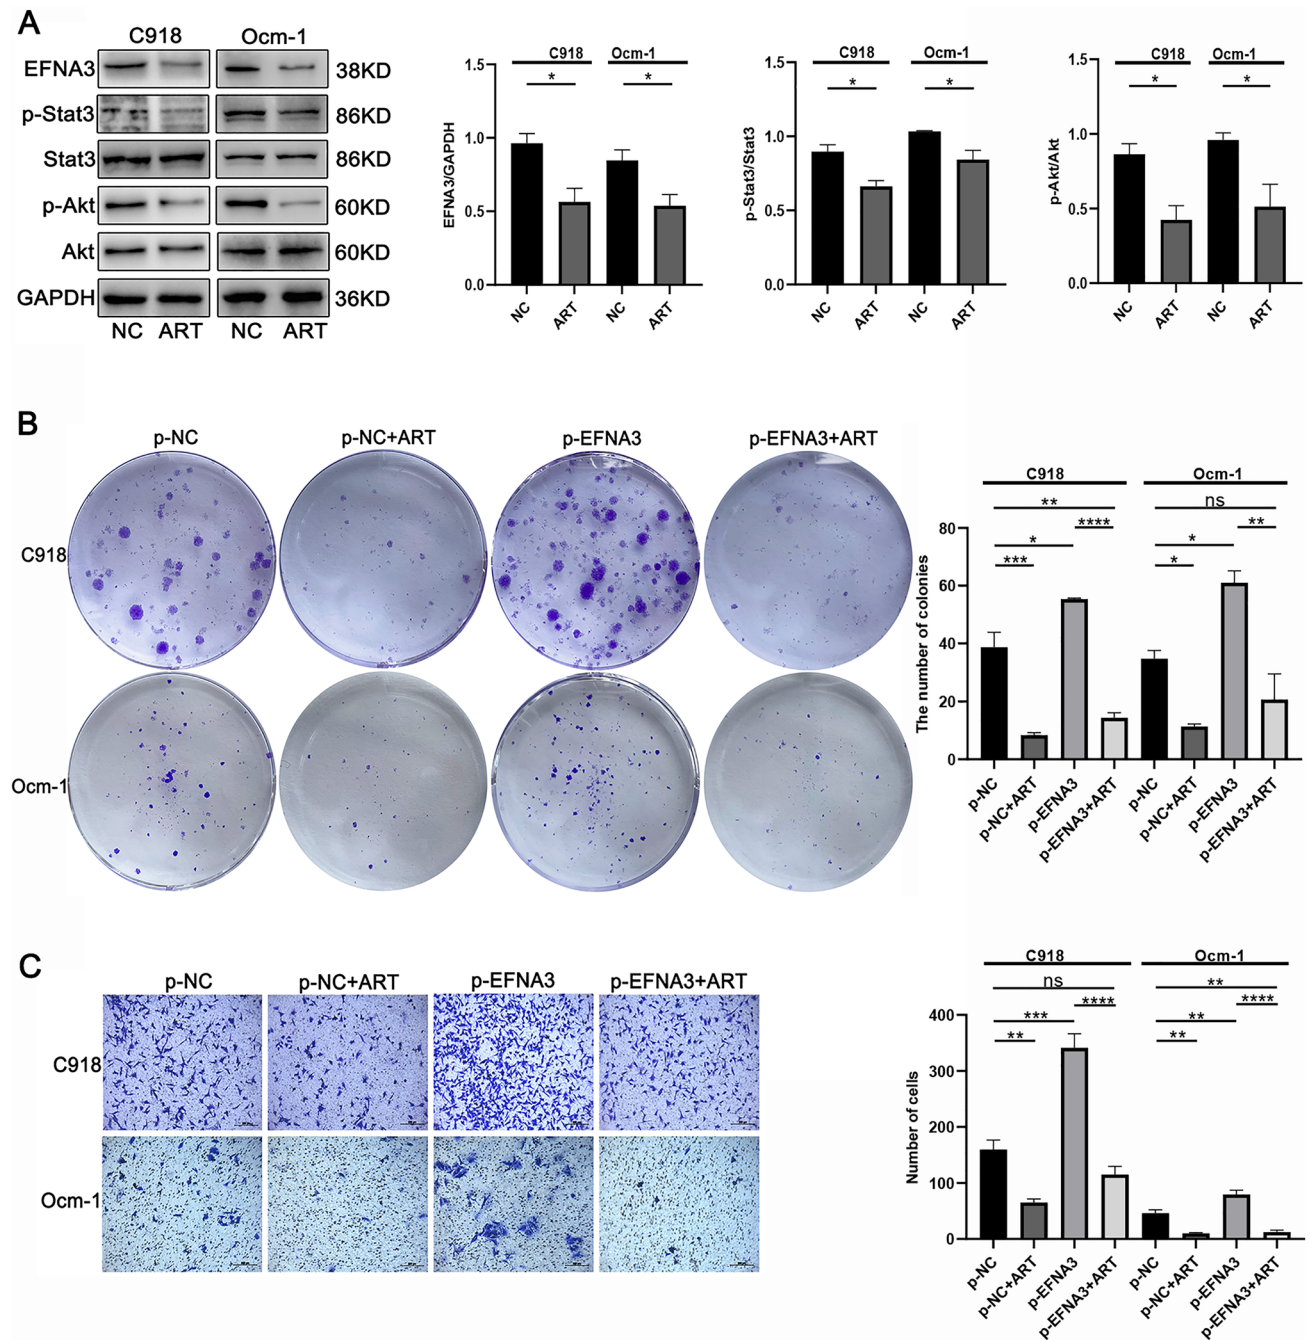 A
C918 Ocm-1
EFNA3 38KD
p-Stat3 86KD
Stat3 86KD
p-Akt 60KD
Akt 60KD
GAPDH 36KD
NC ART NC ART
C918 Ocm-1
* *
EFNA3/GAPDH
1.5
1.0
0.5
0.0
NC ART NC ART
C918 Ocm-1
* *
p-Stat3/Stat3
1.5
1.0
0.5
0.0
NC ART NC ART
C918 Ocm-1
* *
p-Akt/Akt
1.5
1.0
0.5
0.0
NC ART NC ART
B
p-NC p-NC+ART p-EFNA3 p-EFNA3+ART
C918
Ocm-1
C918 Ocm-1
** ns
**** **
* *
*** *
The number of colonies
80
60
40
20
0
p-NC p-NC+ART p-EFNA3 p-EFNA3+ART p-NC p-NC+ART p-EFNA3 p-EFNA3+ART
C
p-NC p-NC+ART p-EFNA3 p-EFNA3+ART
C918
Ocm-1
C918 Ocm-1
ns **
**** ****
*** **
** **
Number of cells
400
300
200
100
0
p-NC p-NC+ART p-EFNA3 p-EFNA3+ART p-NC p-NC+ART p-EFNA3 p-EFNA3+ART